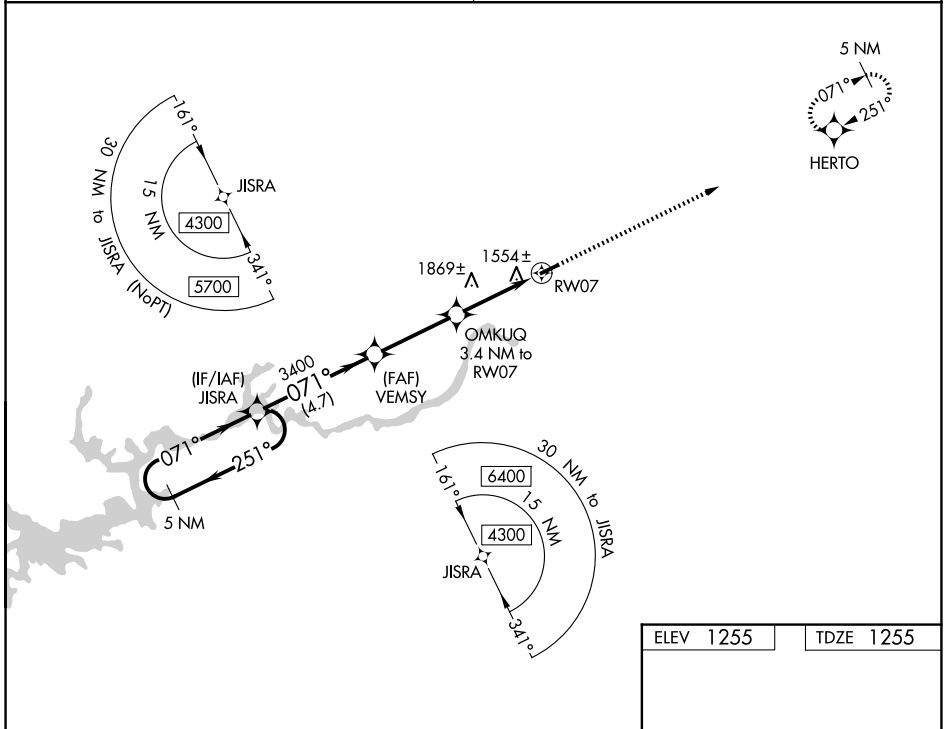 5 NM
071°
251°
HERTO
161°
JISRA
30 NM to JISRA (NoPT)
15 NM
4300
341°
5700
1869±
1554±
RW07
OMKUQ
3.4 NM to
RW07
(IF/IAF)
JISRA
3400
071°
(4.7)
(FAF)
VEMSY
071°
251°
5 NM
161°
6400
30 NM to JISRA
15 NM
4300
JISRA
341°
ELEV 1255
TDZE 1255